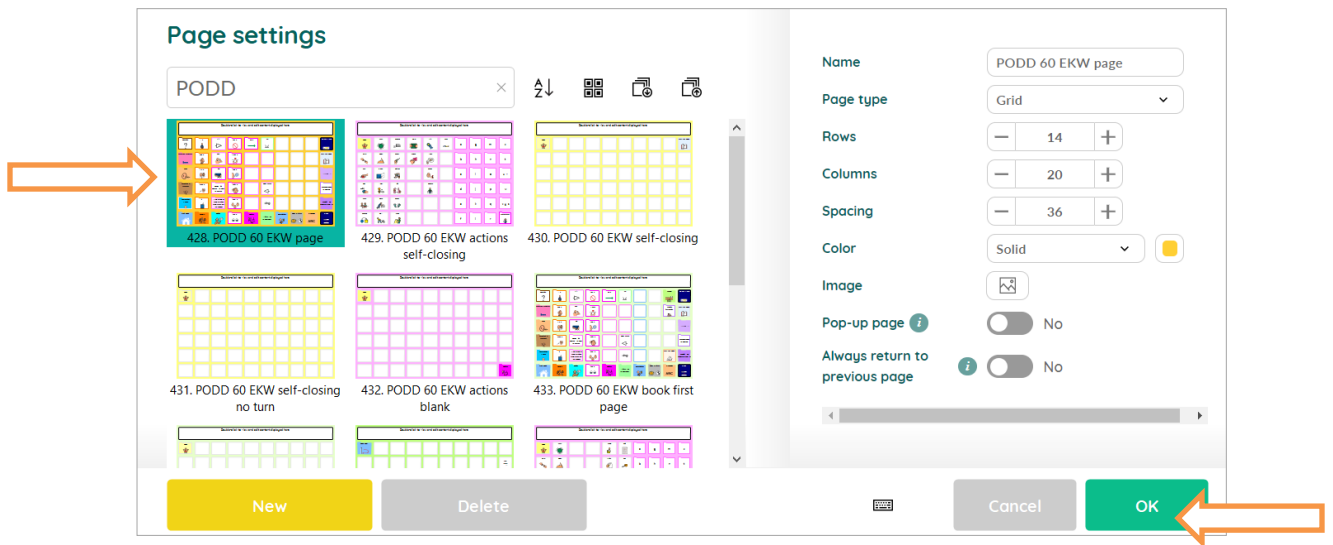 Page settings
PODD
A
Z
428. PODD 60 EKW page
429. PODD 60 EKW actions
self-closing
430. PODD 60 EKW self-closing
431. PODD 60 EKW self-closing
no turn
432. PODD 60 EKW actions
blank
433. PODD 60 EKW book first
page
Name
PODD 60 EKW page
Page type
Grid
Rows
14
Columns
20
Spacing
36
Color
Solid
Image
Pop-up page
No
Always return to
previous page
No
New
Delete
Cancel
OK